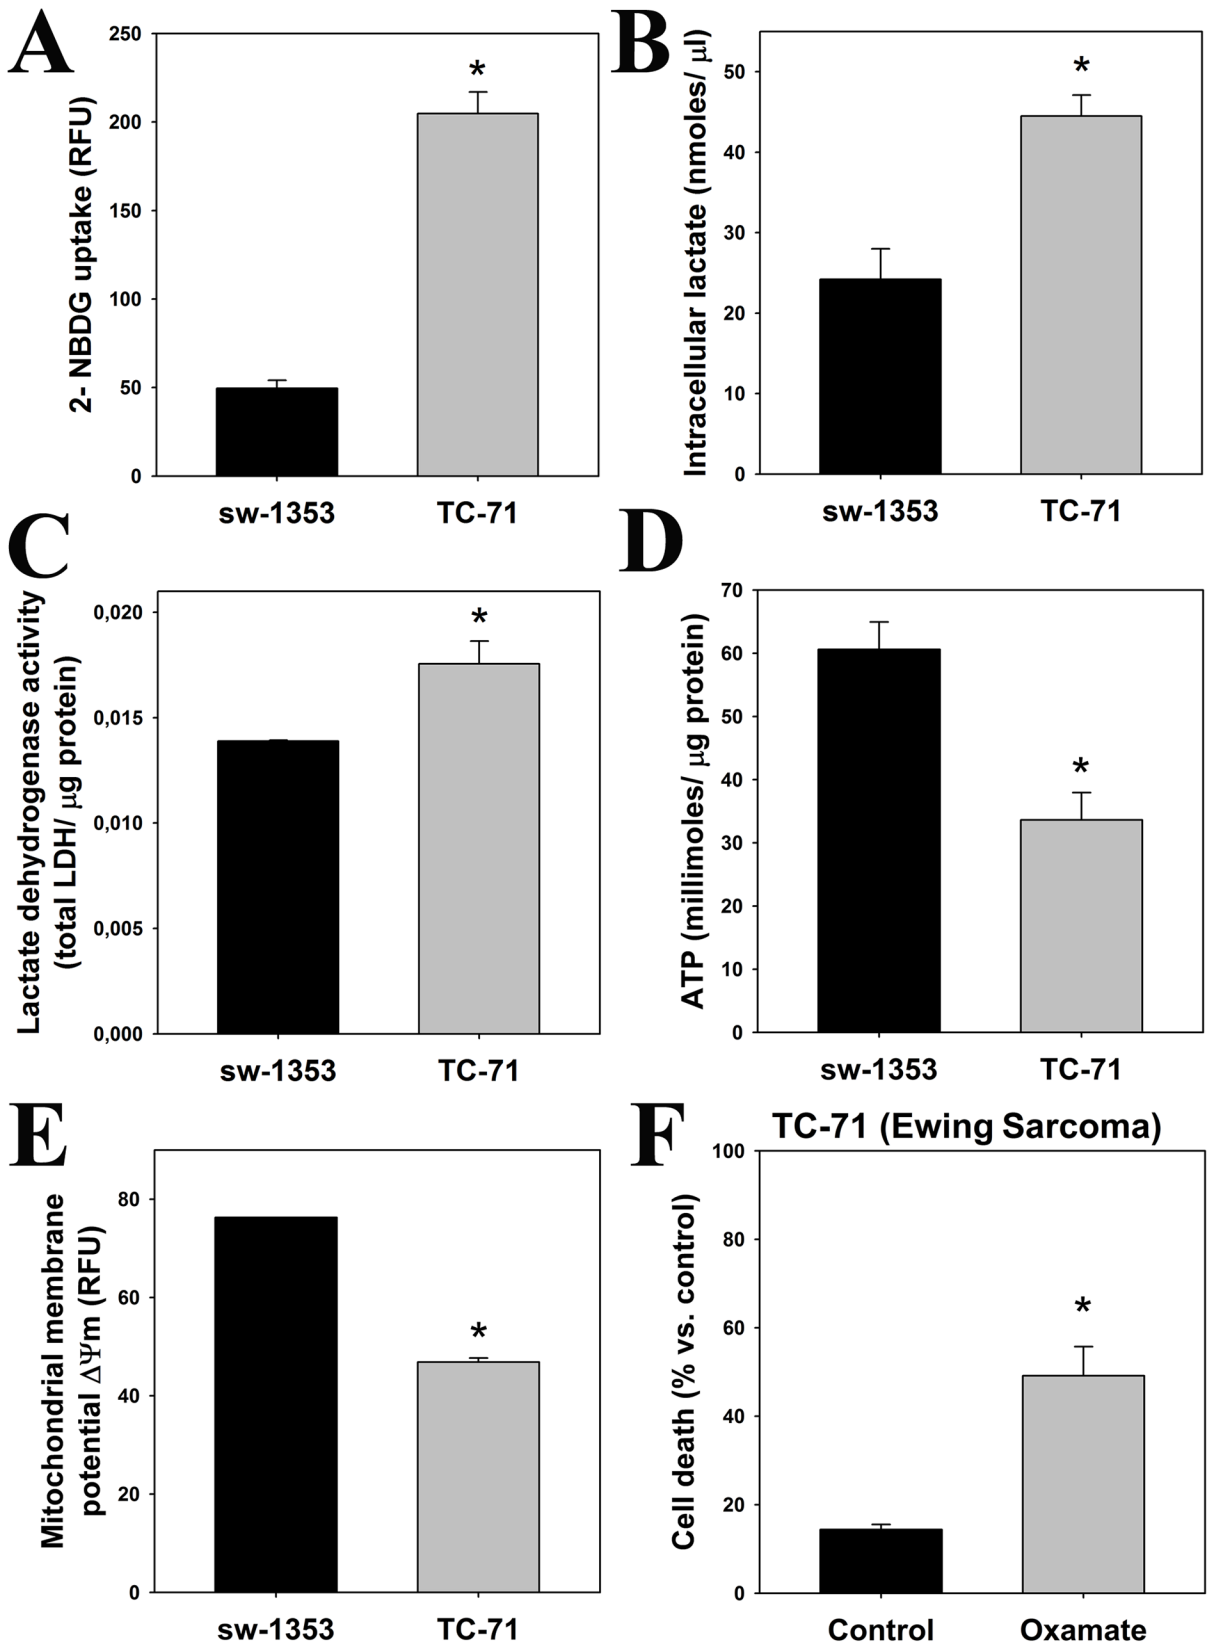 A
2- NBDG uptake (RFU)
250
200
150
100
50
0
*
sw-1353
TC-71
B
Intracellular lactate (nmoles/ μl)
50
40
30
20
10
0
*
sw-1353
TC-71
C
Lactate dehydrogenase activity
(total LDH/ μg protein)
0,020
0,015
0,010
0,005
0,000
*
sw-1353
TC-71
D
ATP (millimoles/ μg protein)
70
60
50
40
30
20
10
0
*
sw-1353
TC-71
E
Mitochondrial membrane
potential ΔΨm (RFU)
80
60
40
20
0
*
sw-1353
TC-71
F
TC-71 (Ewing Sarcoma)
Cell death (% vs. control)
100
80
60
40
20
0
*
Control
Oxamate